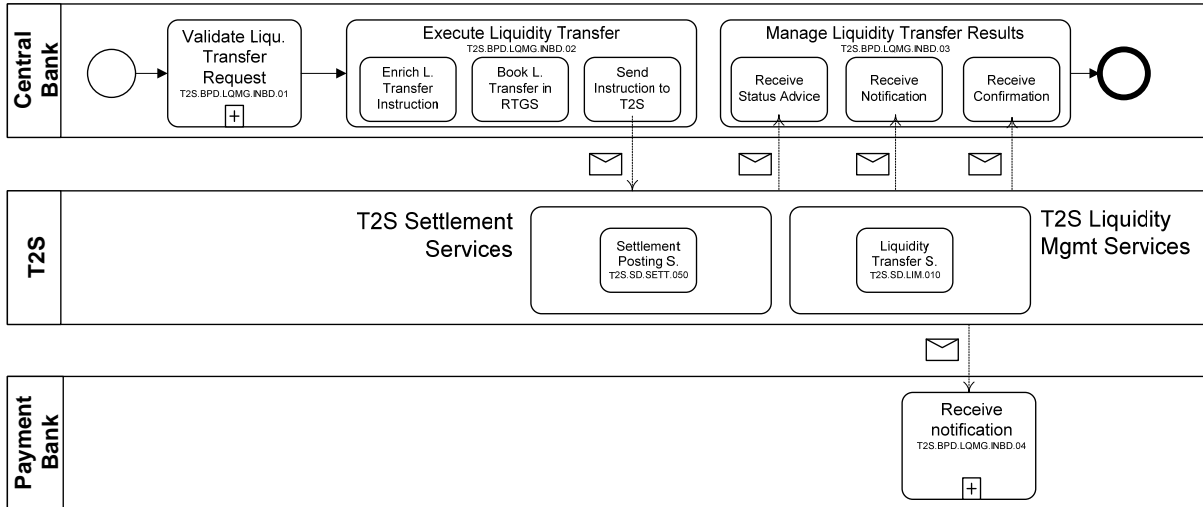 Central
Bank
Validate Liqu.
Transfer
Request
T2S.BPD.LQMG.INBD.01
+
Execute Liquidity Transfer
T2S.BPD.LQMG.INBD.02
Enrich L.
Transfer
Instruction
Book L.
Transfer in
RTGS
Send
Instruction to
T2S
Manage Liquidity Transfer Results
T2S.BPD.LQMG.INBD.03
Receive
Status Advice
Receive
Notification
Receive
Confirmation
T2S
T2S Settlement
Services
Settlement
Posting S.
T2S.SD.SETT.050
Liquidity
Transfer S.
T2S.SD.LIM.010
T2S Liquidity
Mgmt Services
Payment
Bank
Receive
notification
T2S.BPD.LQMG.INBD.04
+